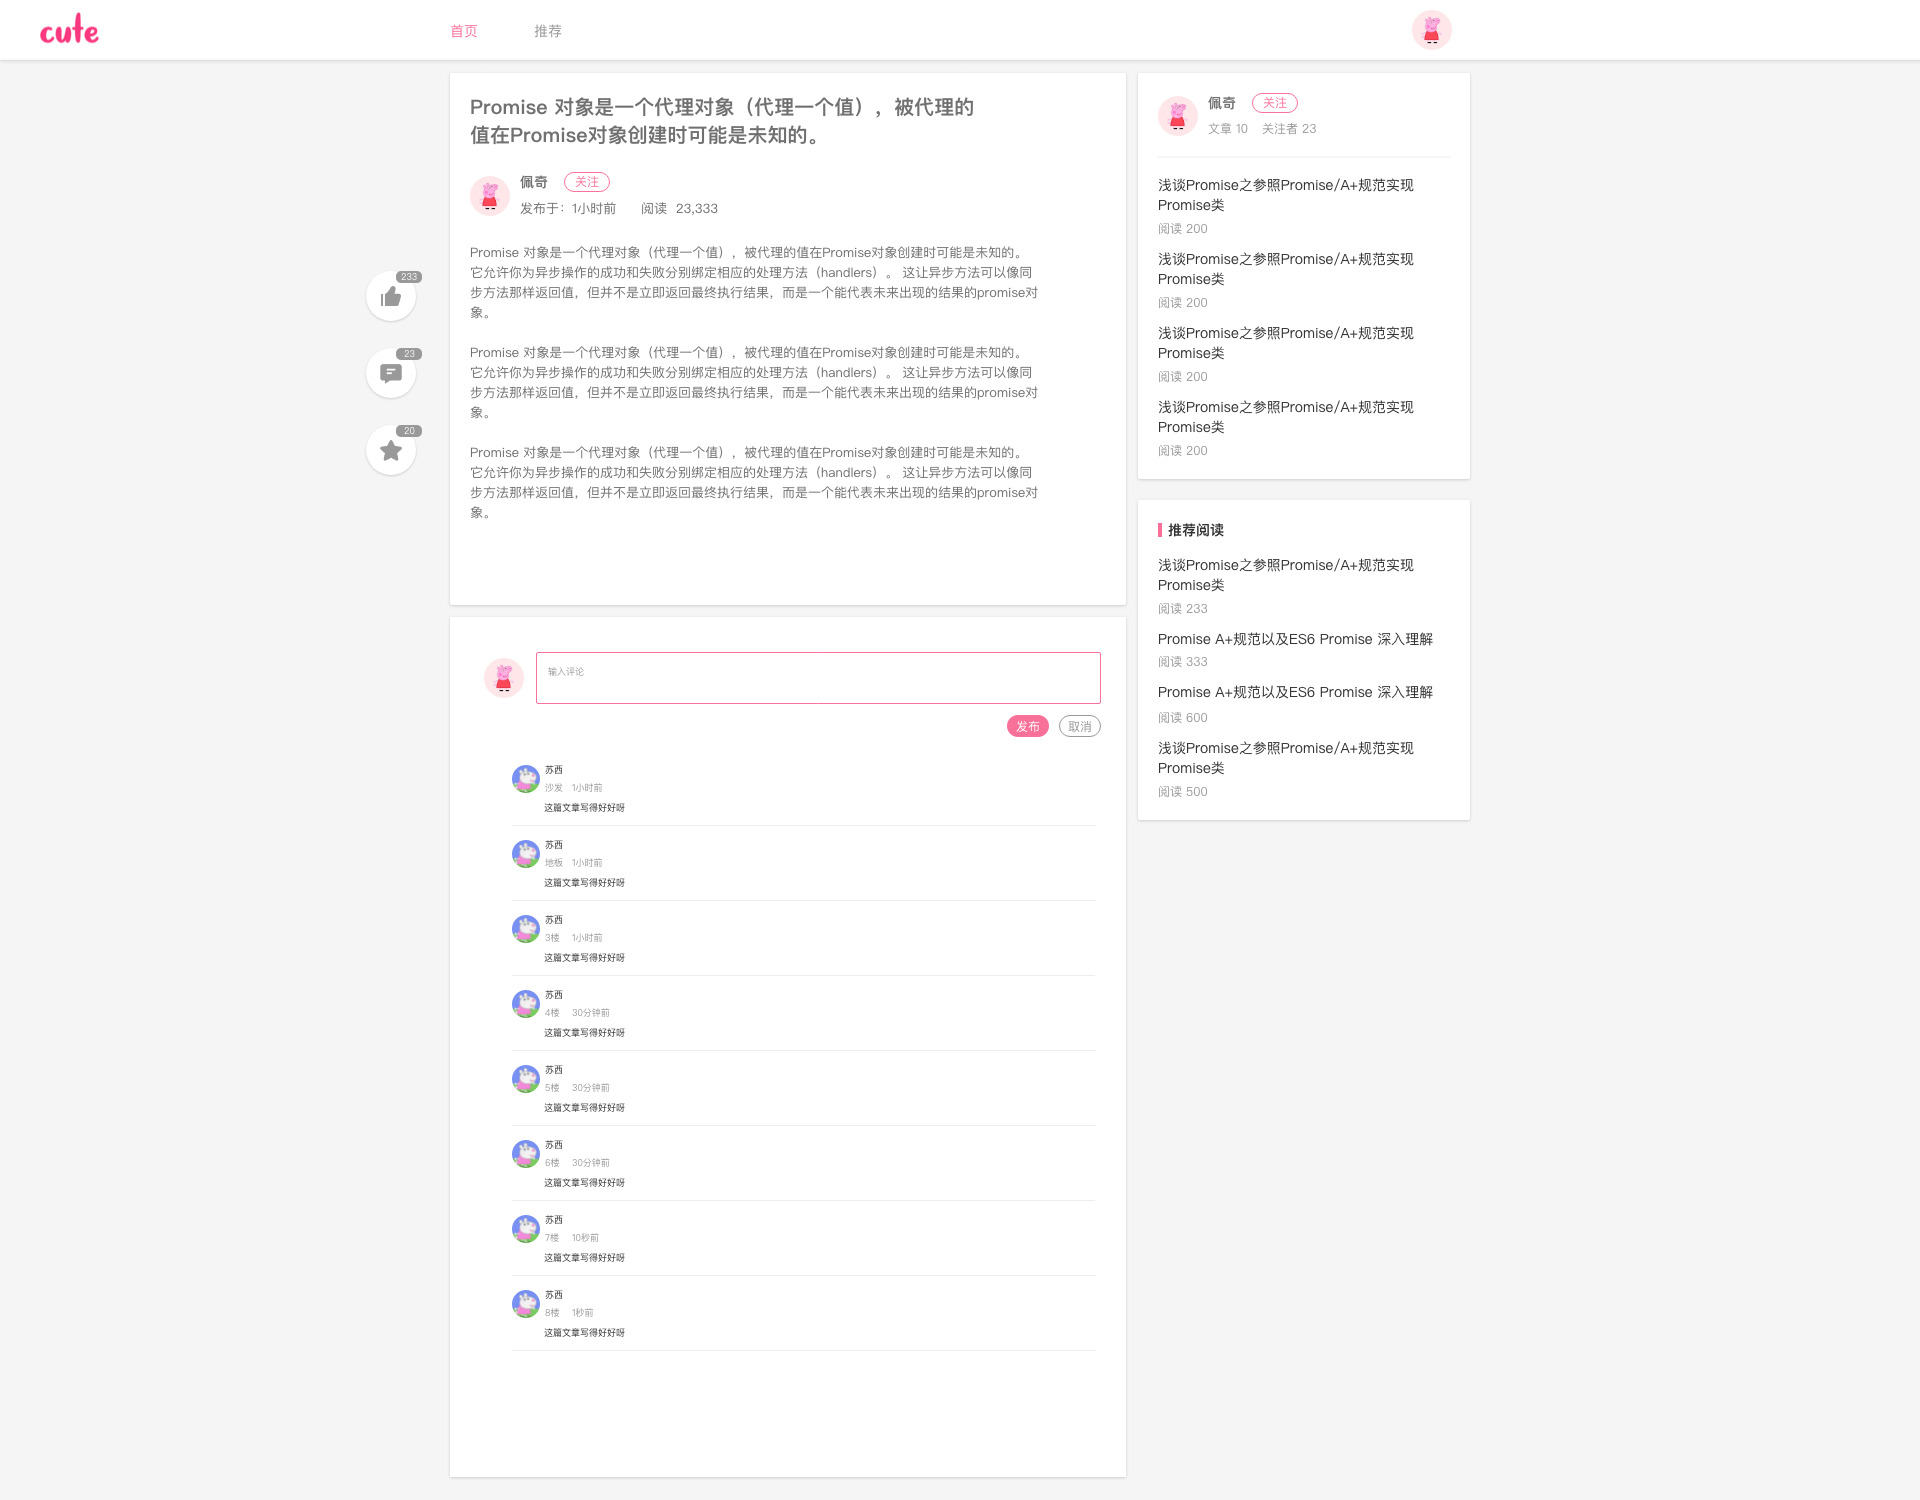 cute
首页
推荐
Promise 对象是一个代理对象（代理一个值），被代理的
值在Promise对象创建时可能是未知的。
佩奇
关注
发布于：1小时前 阅读 23,333
Promise 对象是一个代理对象（代理一个值），被代理的值在Promise对象创建时可能是未知的。
它允许你为异步操作的成功和失败分别绑定相应的处理方法（handlers）。 这让异步方法可以像同
步方法那样返回值，但并不是立即返回最终执行结果，而是一个能代表未来出现的结果的promise对
象。
Promise 对象是一个代理对象（代理一个值），被代理的值在Promise对象创建时可能是未知的。
它允许你为异步操作的成功和失败分别绑定相应的处理方法（handlers）。 这让异步方法可以像同
步方法那样返回值，但并不是立即返回最终执行结果，而是一个能代表未来出现的结果的promise对
象。
Promise 对象是一个代理对象（代理一个值），被代理的值在Promise对象创建时可能是未知的。
它允许你为异步操作的成功和失败分别绑定相应的处理方法（handlers）。 这让异步方法可以像同
步方法那样返回值，但并不是立即返回最终执行结果，而是一个能代表未来出现的结果的promise对
象。
233
23
20
输入评论
发布
取消
苏西
沙发 1小时前
这篇文章写得好好呀
苏西
地板 1小时前
这篇文章写得好好呀
苏西
3楼 1小时前
这篇文章写得好好呀
苏西
4楼 30分钟前
这篇文章写得好好呀
苏西
5楼 30分钟前
这篇文章写得好好呀
苏西
6楼 30分钟前
这篇文章写得好好呀
苏西
7楼 10秒前
这篇文章写得好好呀
苏西
8楼 1秒前
这篇文章写得好好呀
佩奇
关注
文章 10 关注者 23
浅谈Promise之参照Promise/A+规范实现
Promise类
阅读 200
浅谈Promise之参照Promise/A+规范实现
Promise类
阅读 200
浅谈Promise之参照Promise/A+规范实现
Promise类
阅读 200
浅谈Promise之参照Promise/A+规范实现
Promise类
阅读 200
推荐阅读
浅谈Promise之参照Promise/A+规范实现
Promise类
阅读 233
Promise A+规范以及ES6 Promise 深入理解
阅读 333
Promise A+规范以及ES6 Promise 深入理解
阅读 600
浅谈Promise之参照Promise/A+规范实现
Promise类
阅读 500